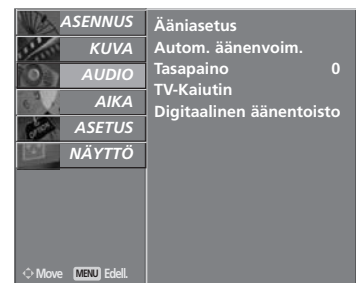 ASENNUS
KUVA
AUDIO
AIKA
ASETUS
NÄYTTÖ
Move MENU Edell.
Ääniasetus
Autom. äänenvoim.
Tasapaino 0
TV-Kaiutin
Digitaalinen äänentoisto